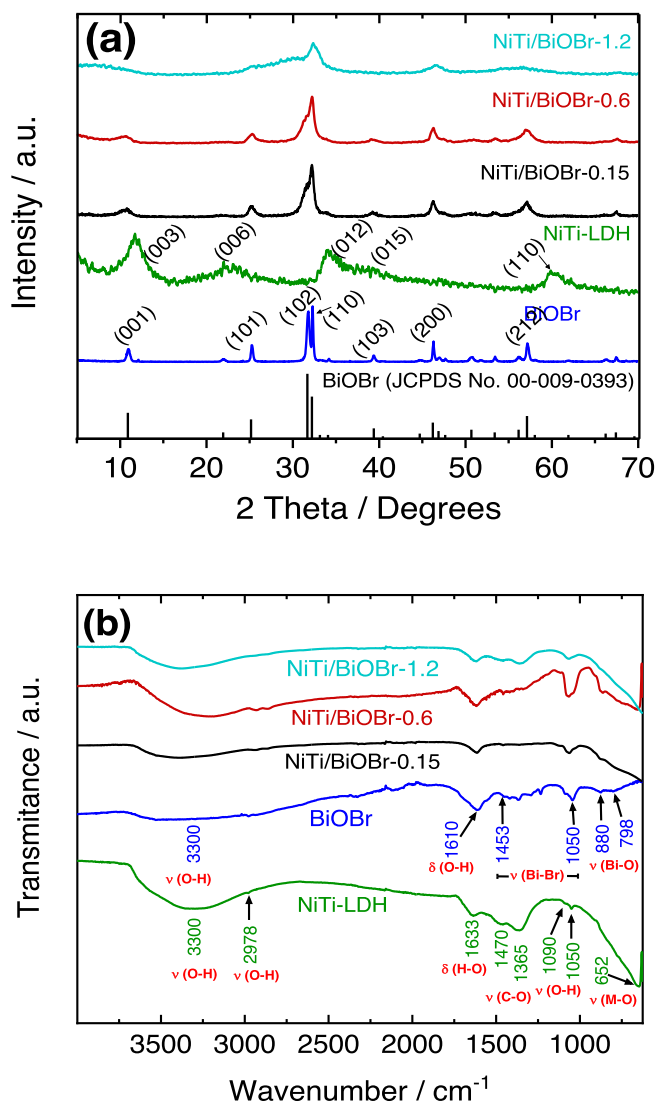 (a)
NiTi/BiOBr-1.2
NiTi/BiOBr-0.6
NiTi/BiOBr-0.15
NiTi-LDH
(003)
(006)
(012)
(015)
(110)
BiOBr
(001)
(101)
(102)
(110)
(103)
(200)
(212)
BiOBr (JCPDS No. 00-009-0393)
Intensity / a.u.
10 20 30 40 50 60 70
2 Theta / Degrees
(b)
NiTi/BiOBr-1.2
NiTi/BiOBr-0.6
NiTi/BiOBr-0.15
BiOBr
3300
ν (O-H)
1610
δ (O-H)
1453
1050
ν (Bi-Br)
880
798
ν (Bi-O)
NiTi-LDH
3300
ν (O-H)
2978
ν (O-H)
1633
δ (H-O)
1470
1365
ν (C-O)
1090
1050
ν (O-H)
652
ν (M-O)
Transmitance / a.u.
3500 3000 2500 2000 1500 1000
Wavenumber / cm⁻¹